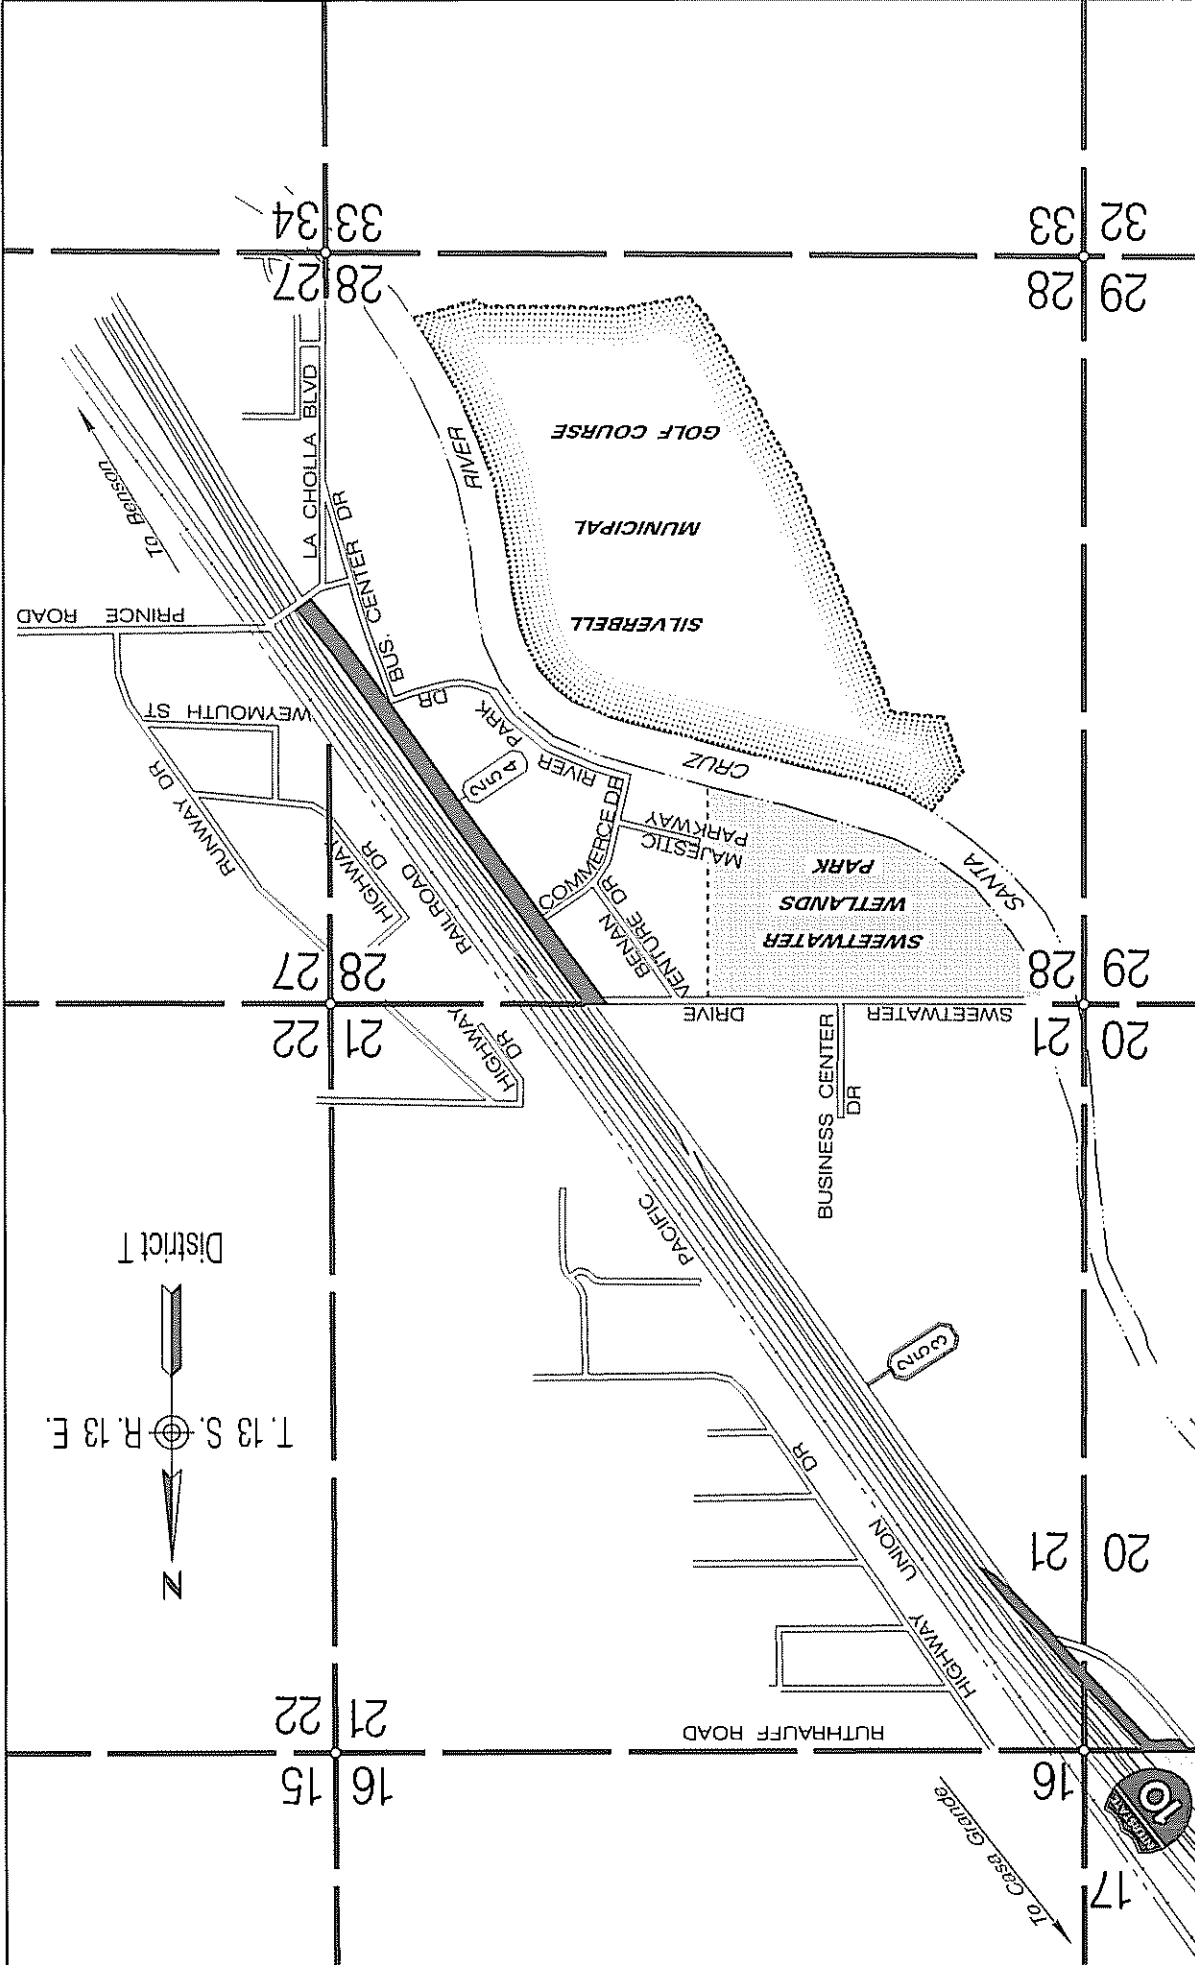 To Casa Grande
17
INTERSTATE
10
16
16
15
21
22
RUTHRAUFF ROAD
20
21
HIGHWAY
DR
UNION
PACIFIC
RAILROAD
N
T. 13 S.
R. 13 E.
District T
253
BUSINESS CENTER
DR
HIGHWAY
DR
20
21
21
22
29
28
28
27
SWEETWATER
DRIVE
SWEETWATER
WETLANDS
PARK
BENAN
VENTURE DR
MAJESTIC
PARKWAY
COMMERCE DR
254
HIGHWAY
DR
RUNWAY DR
WEYMOUTH ST
PRINCE ROAD
RIVER
PARK
DR
BUS. CENTER DR
LA CHOLLA BLVD
SANTA
CRUZ
RIVER
SILVERBELL
MUNICIPAL
GOLF COURSE
To Benson
29
28
28
27
32
33
33
34